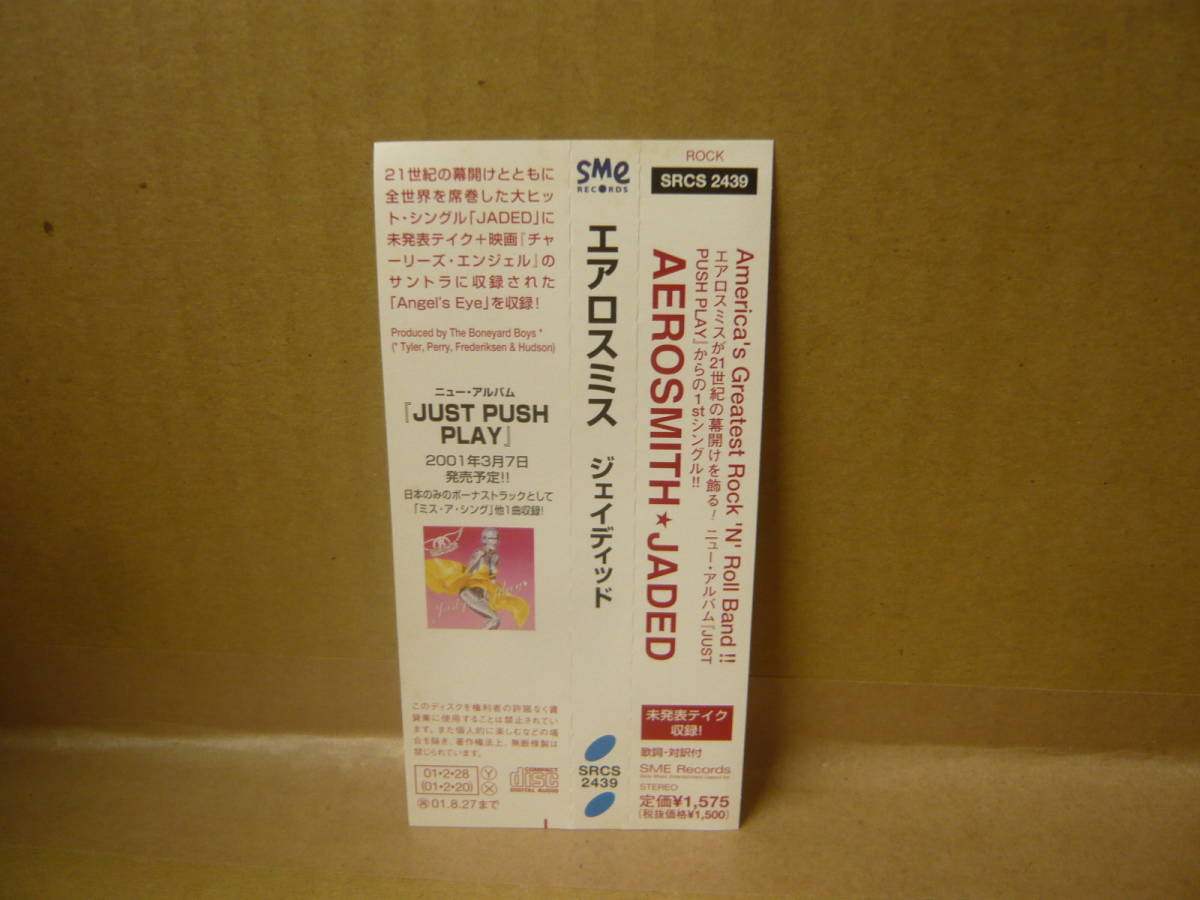 21世紀の幕開けとともに
全世界を席巻した大ヒッ
ト・シングル「JADED」に
未発表テイク+映画『チャ
ーリーズ・エンジェル』の
サントラに収録された
「Angel's Eye」を収録!
Produced by The Boneyard Boys *
(* Tyler, Perry, Frederiksen & Hudson)
ニュー・アルバム
『JUST PUSH
PLAY』
2001年3月7日
発売予定!!
日本のみのボーナストラックとして
「ミス・ア・シング」他1曲収録!
Just push play
このディスクを権利者の許諾なく賃
貸業に使用することは禁止されてい
ます。また個人的に楽しむなどの場
合を除き、著作権法上、無断複製は
禁じられています。
01・2・28
(01・2・20)
Y
X
再01.8.27まで
COMPACT
disc
DIGITAL AUDIO
SMe
RECORDS
エアロスミス ジェイディッド
SRCS
2439
ROCK
SRCS 2439
America's Greatest Rock 'N' Roll Band !!
エアロスミスが21世紀の幕開けを飾る! ニュー・アルバム『JUST
PUSH PLAY』からの1stシングル!!
AEROSMITH★JADED
未発表テイク
収録!
歌詞・対訳付
SME Records
STEREO
定価¥1,575
(税抜価格¥1,500)